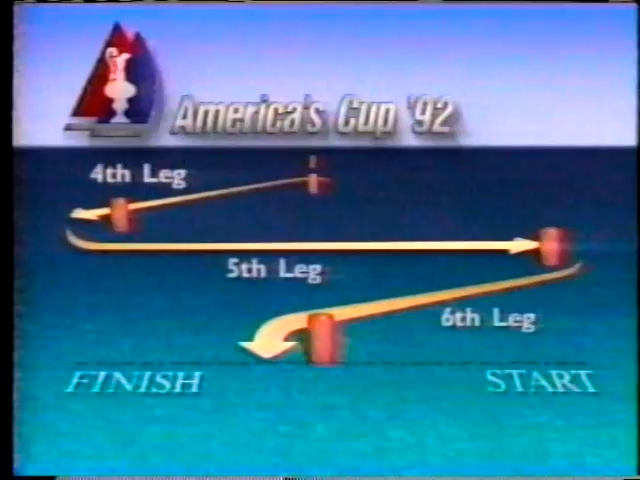 America's Cup '92
4th Leg
5th Leg
6th Leg
FINISH START